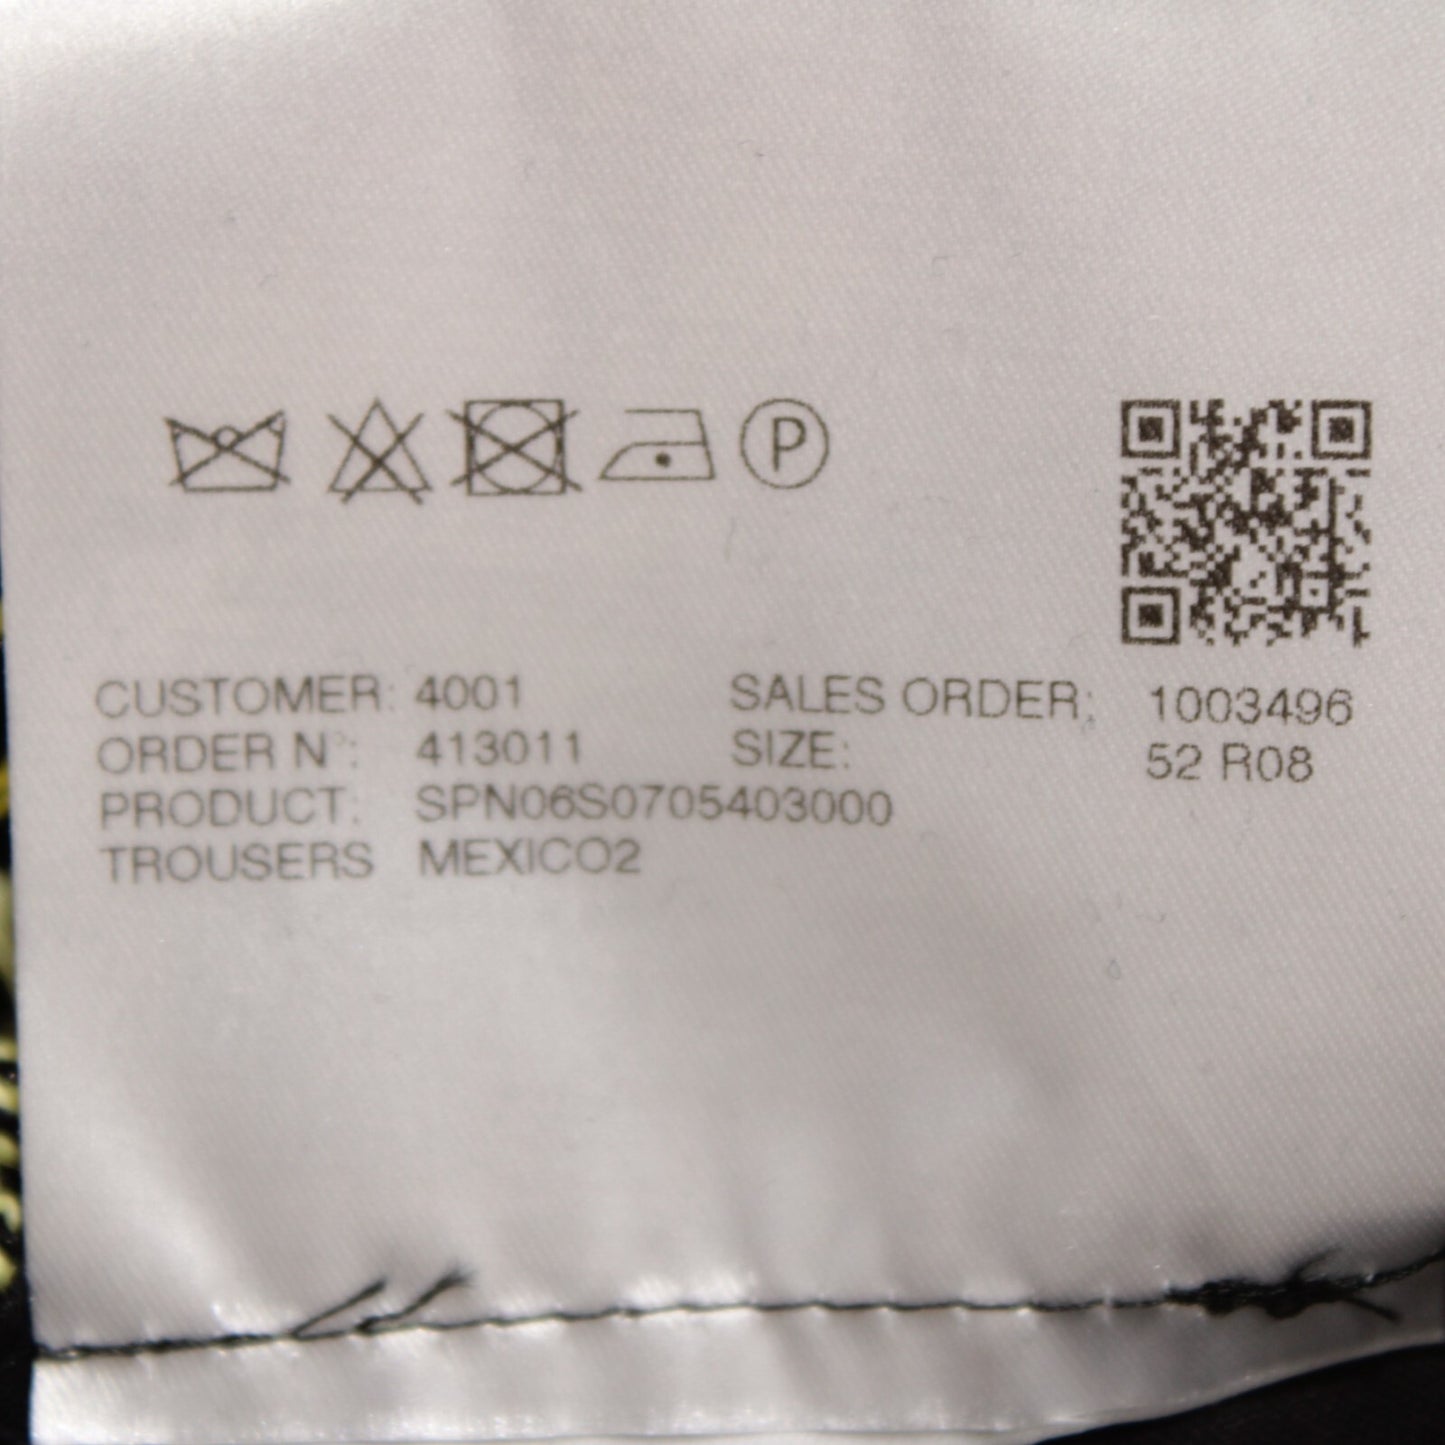 P
CUSTOMER: 4001 SALES ORDER: 1003496
ORDER N°: 413011 SIZE: 52 R08
PRODUCT: SPN06S0705403000
TROUSERS MEXICO2